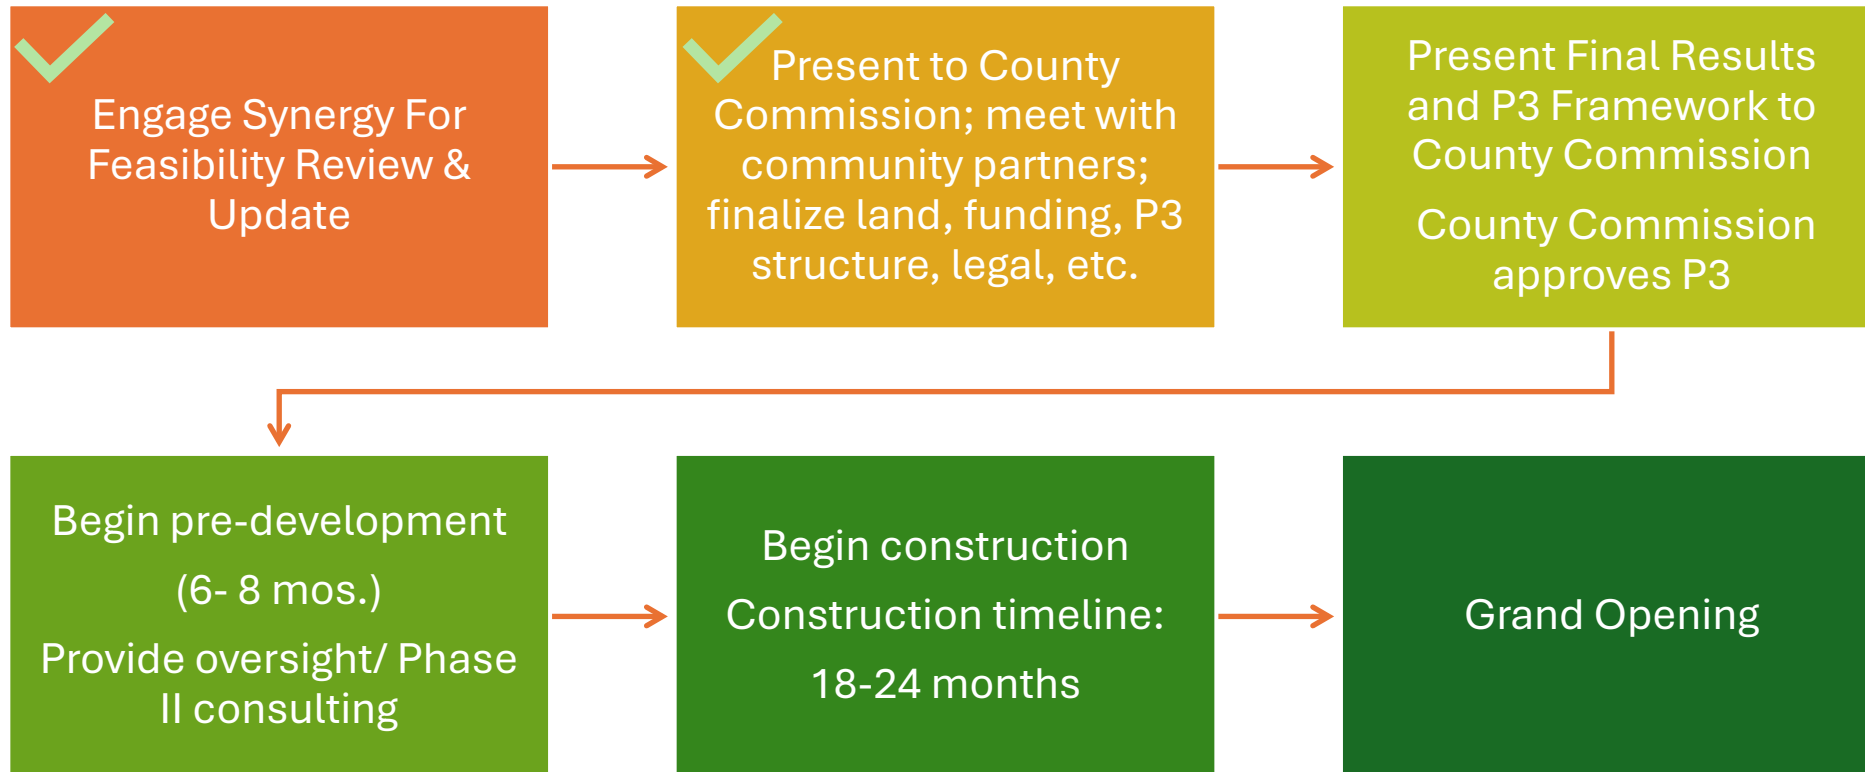 Engage Synergy For
Feasibility Review &
Update
Present to County
Commission; meet with
community partners;
finalize land, funding, P3
structure, legal, etc.
Present Final Results
and P3 Framework to
County Commission
County Commission
approves P3
Begin pre-development
(6- 8 mos.)
Provide oversight/ Phase
II consulting
Begin construction
Construction timeline:
18-24 months
Grand Opening